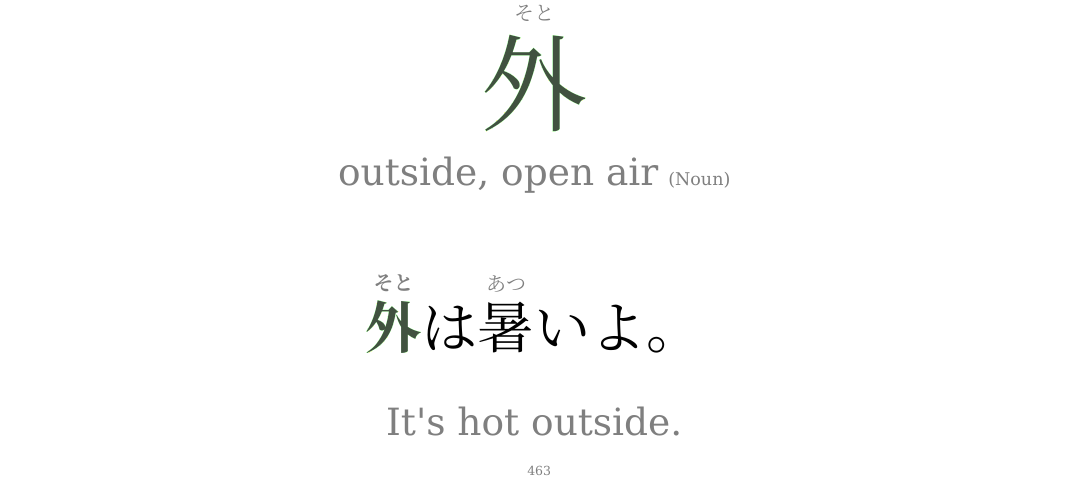 そと
外
outside, open air (Noun)
そと あつ
外は暑いよ。
It's hot outside.
463